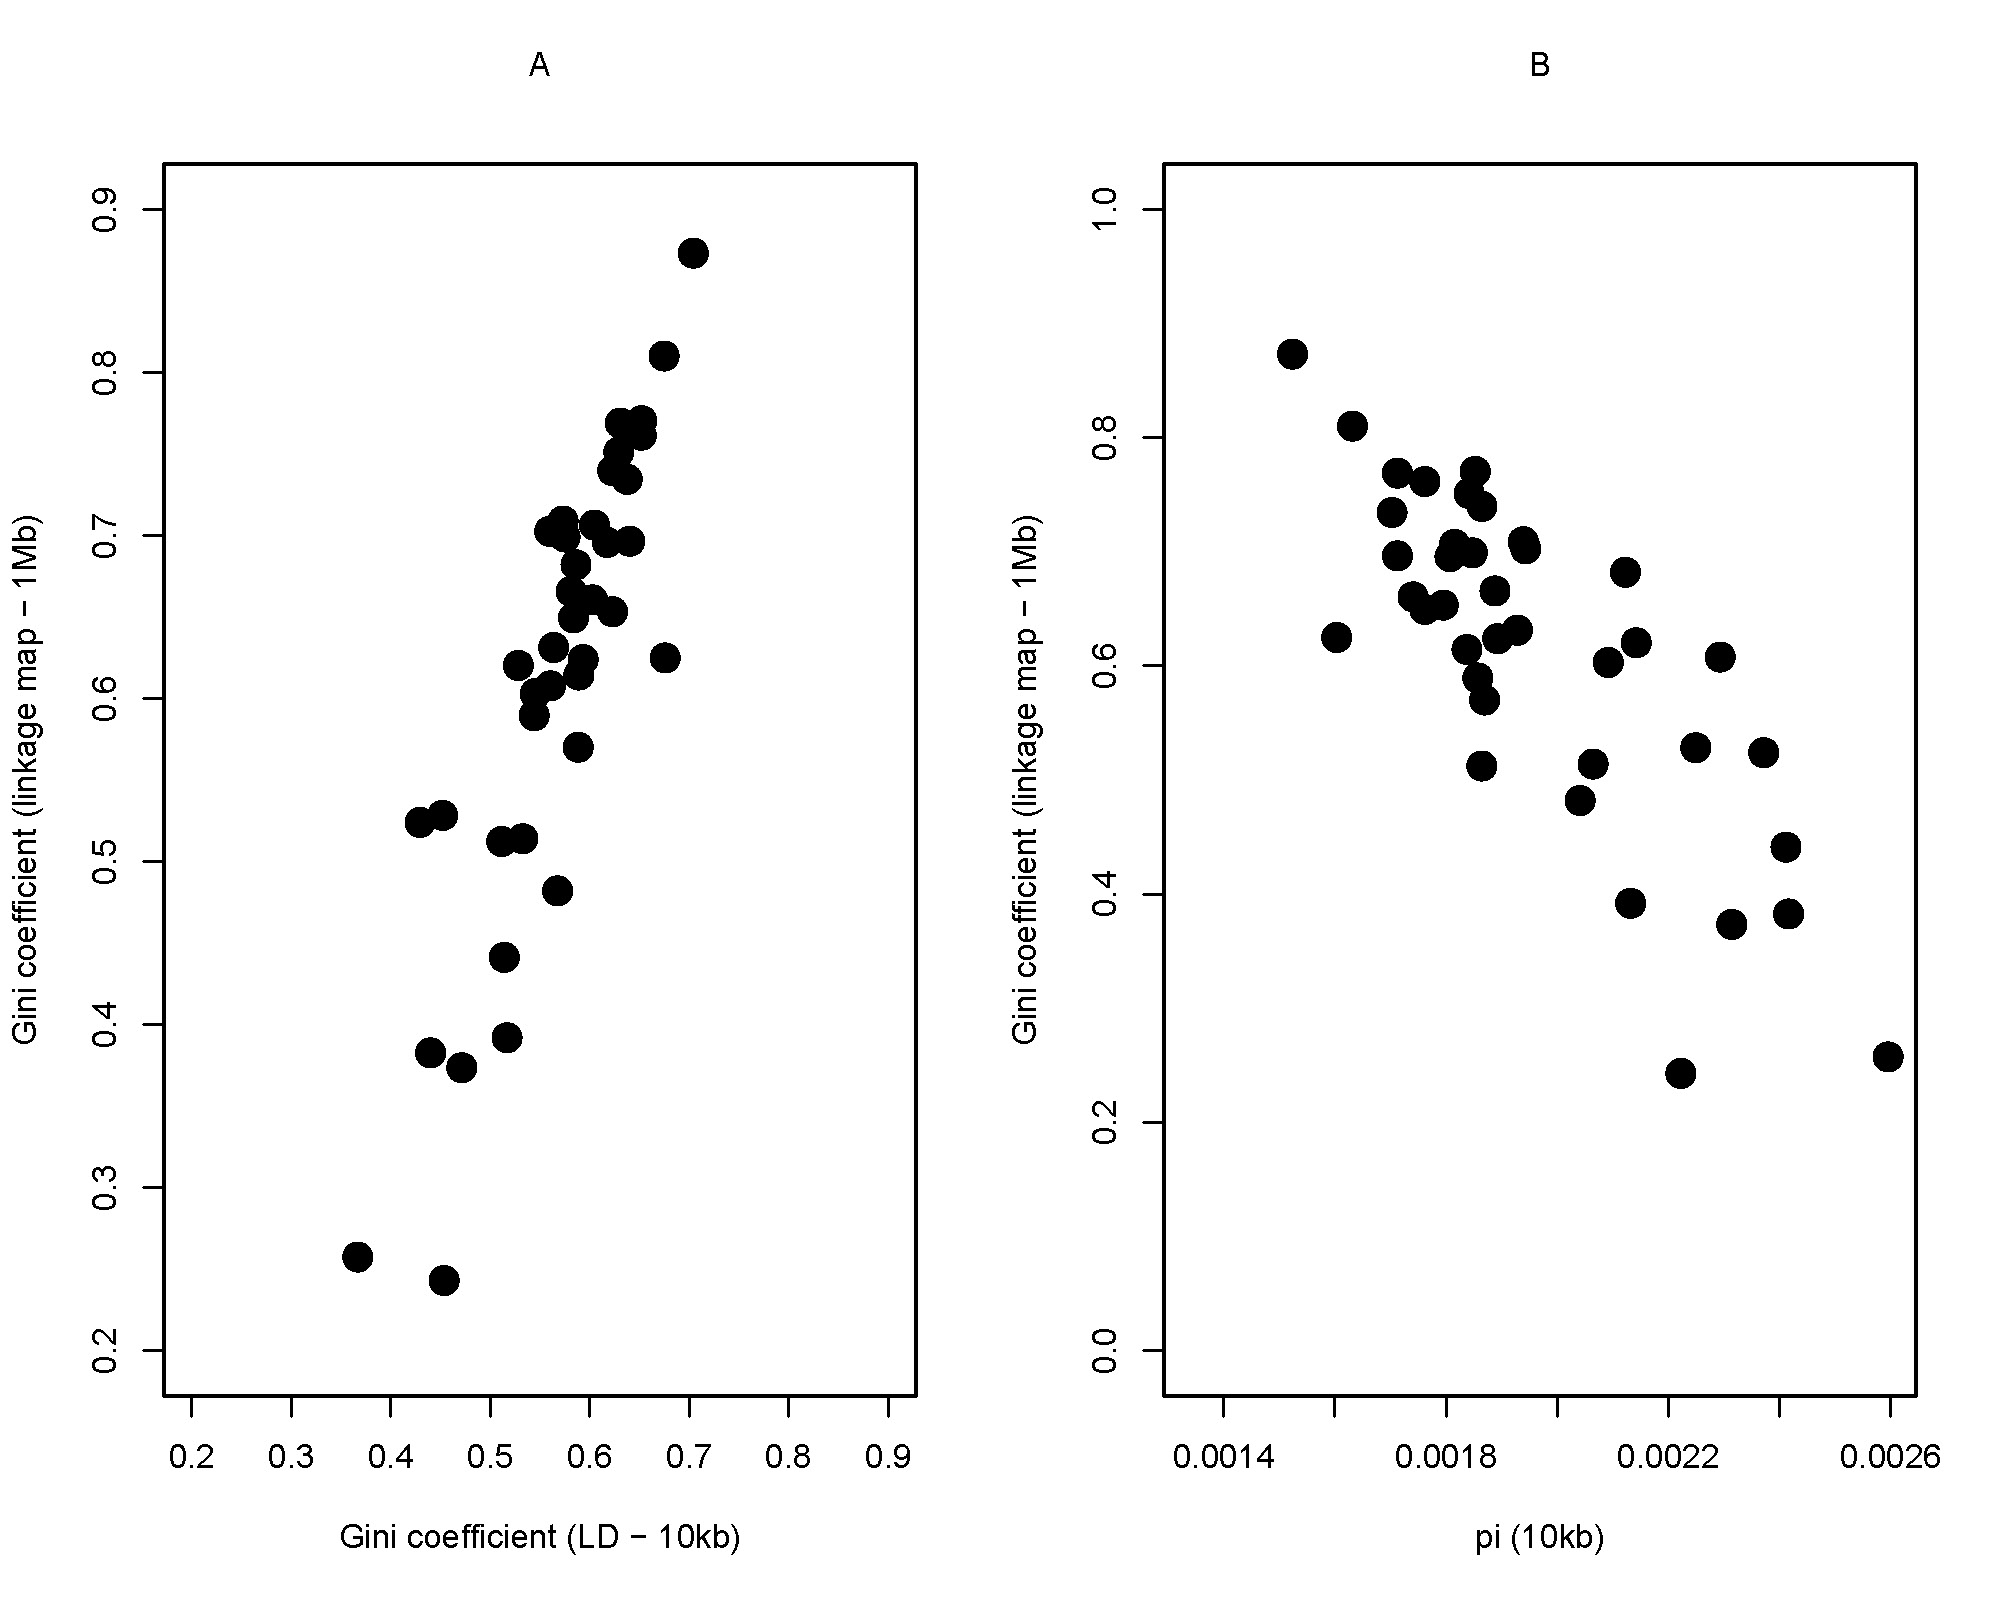 A
Gini coefficient (linkage map − 1Mb)
0.9
0.8
0.7
0.6
0.5
0.4
0.3
0.2
0.2 0.3 0.4 0.5 0.6 0.7 0.8 0.9
Gini coefficient (LD − 10kb)
B
Gini coefficient (linkage map − 1Mb)
1.0
0.8
0.6
0.4
0.2
0.0
0.0014 0.0018 0.0022 0.0026
pi (10kb)